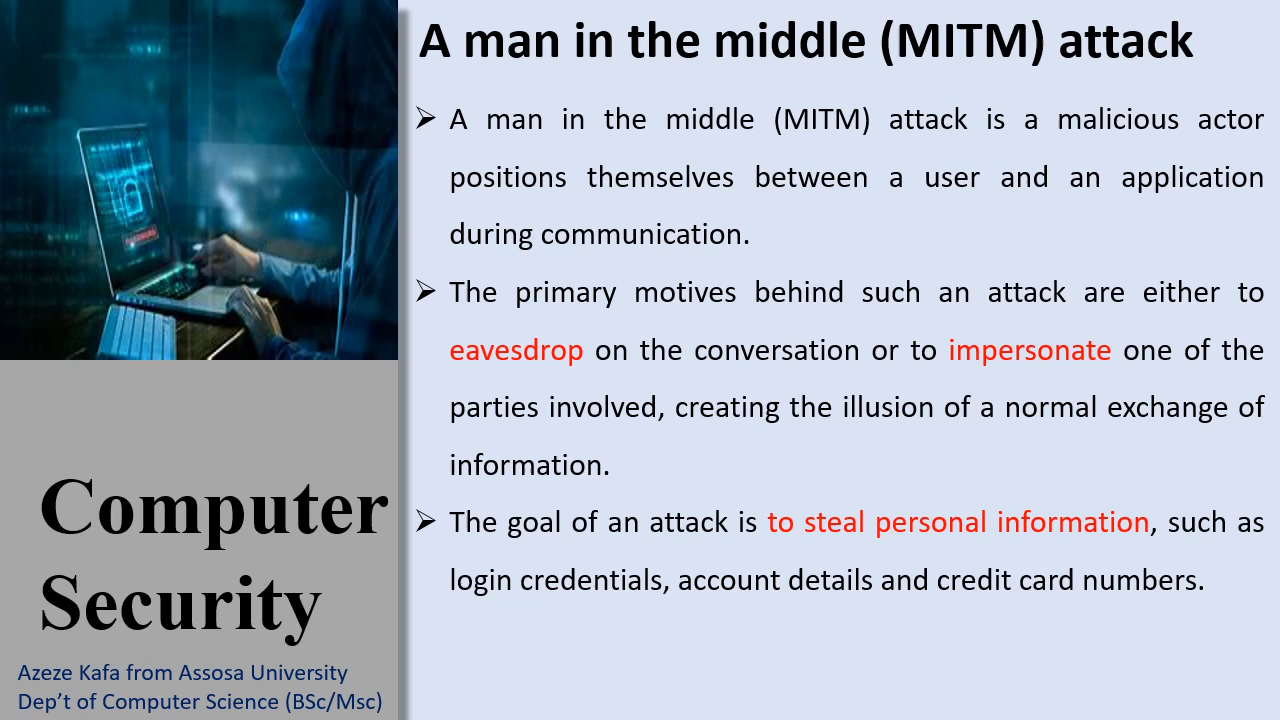 A man in the middle (MITM) attack
➢ A man in the middle (MITM) attack is a malicious actor
positions themselves between a user and an application
during communication.
➢ The primary motives behind such an attack are either to
eavesdrop on the conversation or to impersonate one of the
parties involved, creating the illusion of a normal exchange of
information.
➢ The goal of an attack is to steal personal information, such as
login credentials, account details and credit card numbers.
Computer
Security
Azeze Kafa from Assosa University
Dep’t of Computer Science (BSc/Msc)